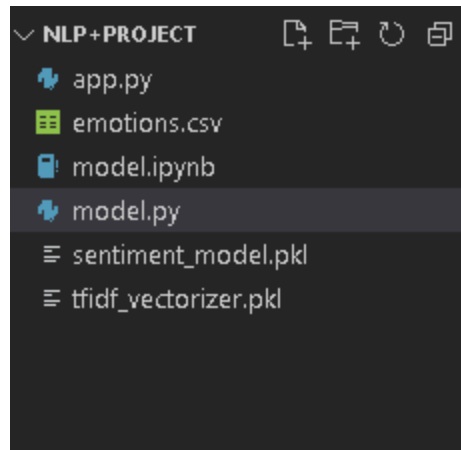 NLP+PROJECT
app.py
emotions.csv
model.ipynb
model.py
sentiment_model.pkl
tfidf_vectorizer.pkl